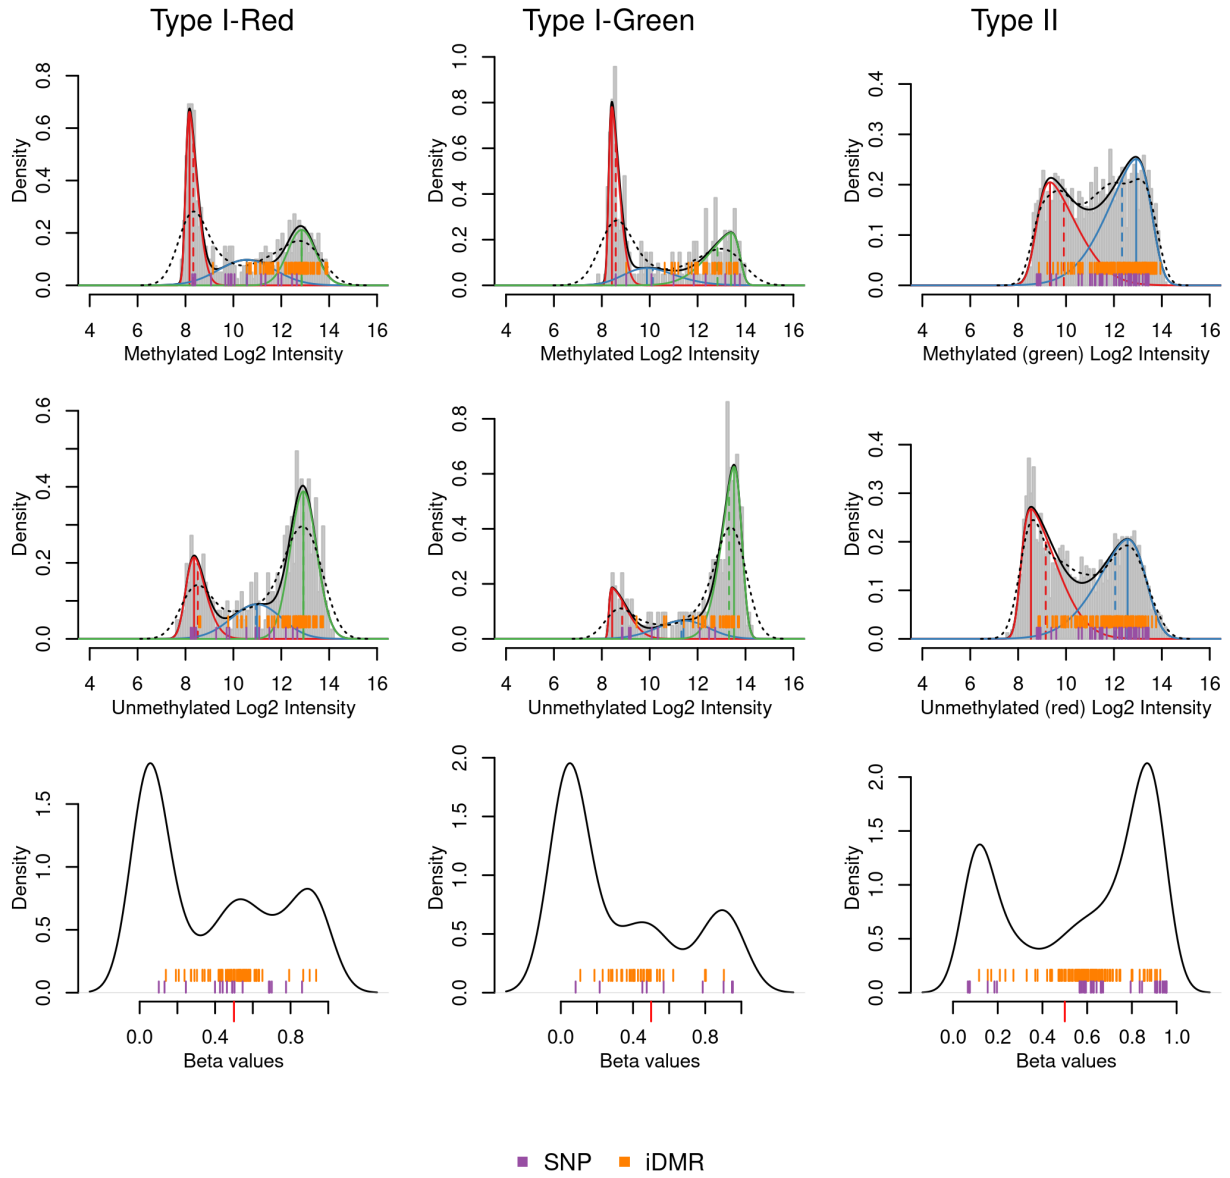 Type I-Red Type I-Green Type II
Density
0.0 0.2 0.4 0.6 0.8
4 6 8 10 12 14 16
Methylated Log2 Intensity
Density
0.0 0.2 0.4 0.6 0.8 1.0
4 6 8 10 12 14 16
Methylated Log2 Intensity
Density
0.0 0.1 0.2 0.3 0.4
4 6 8 10 12 14 16
Methylated (green) Log2 Intensity
Density
0.0 0.2 0.4 0.6
4 6 8 10 12 14 16
Unmethylated Log2 Intensity
Density
0.0 0.2 0.4 0.6 0.8
4 6 8 10 12 14 16
Unmethylated Log2 Intensity
Density
0.0 0.1 0.2 0.3 0.4
4 6 8 10 12 14 16
Unmethylated (red) Log2 Intensity
Density
0.0 0.5 1.0 1.5
0.0 0.4 0.8
Beta values
Density
0.0 0.5 1.0 1.5 2.0
0.0 0.4 0.8
Beta values
Density
0.0 0.5 1.0 1.5 2.0
0.0 0.2 0.4 0.6 0.8 1.0
Beta values
SNP iDMR